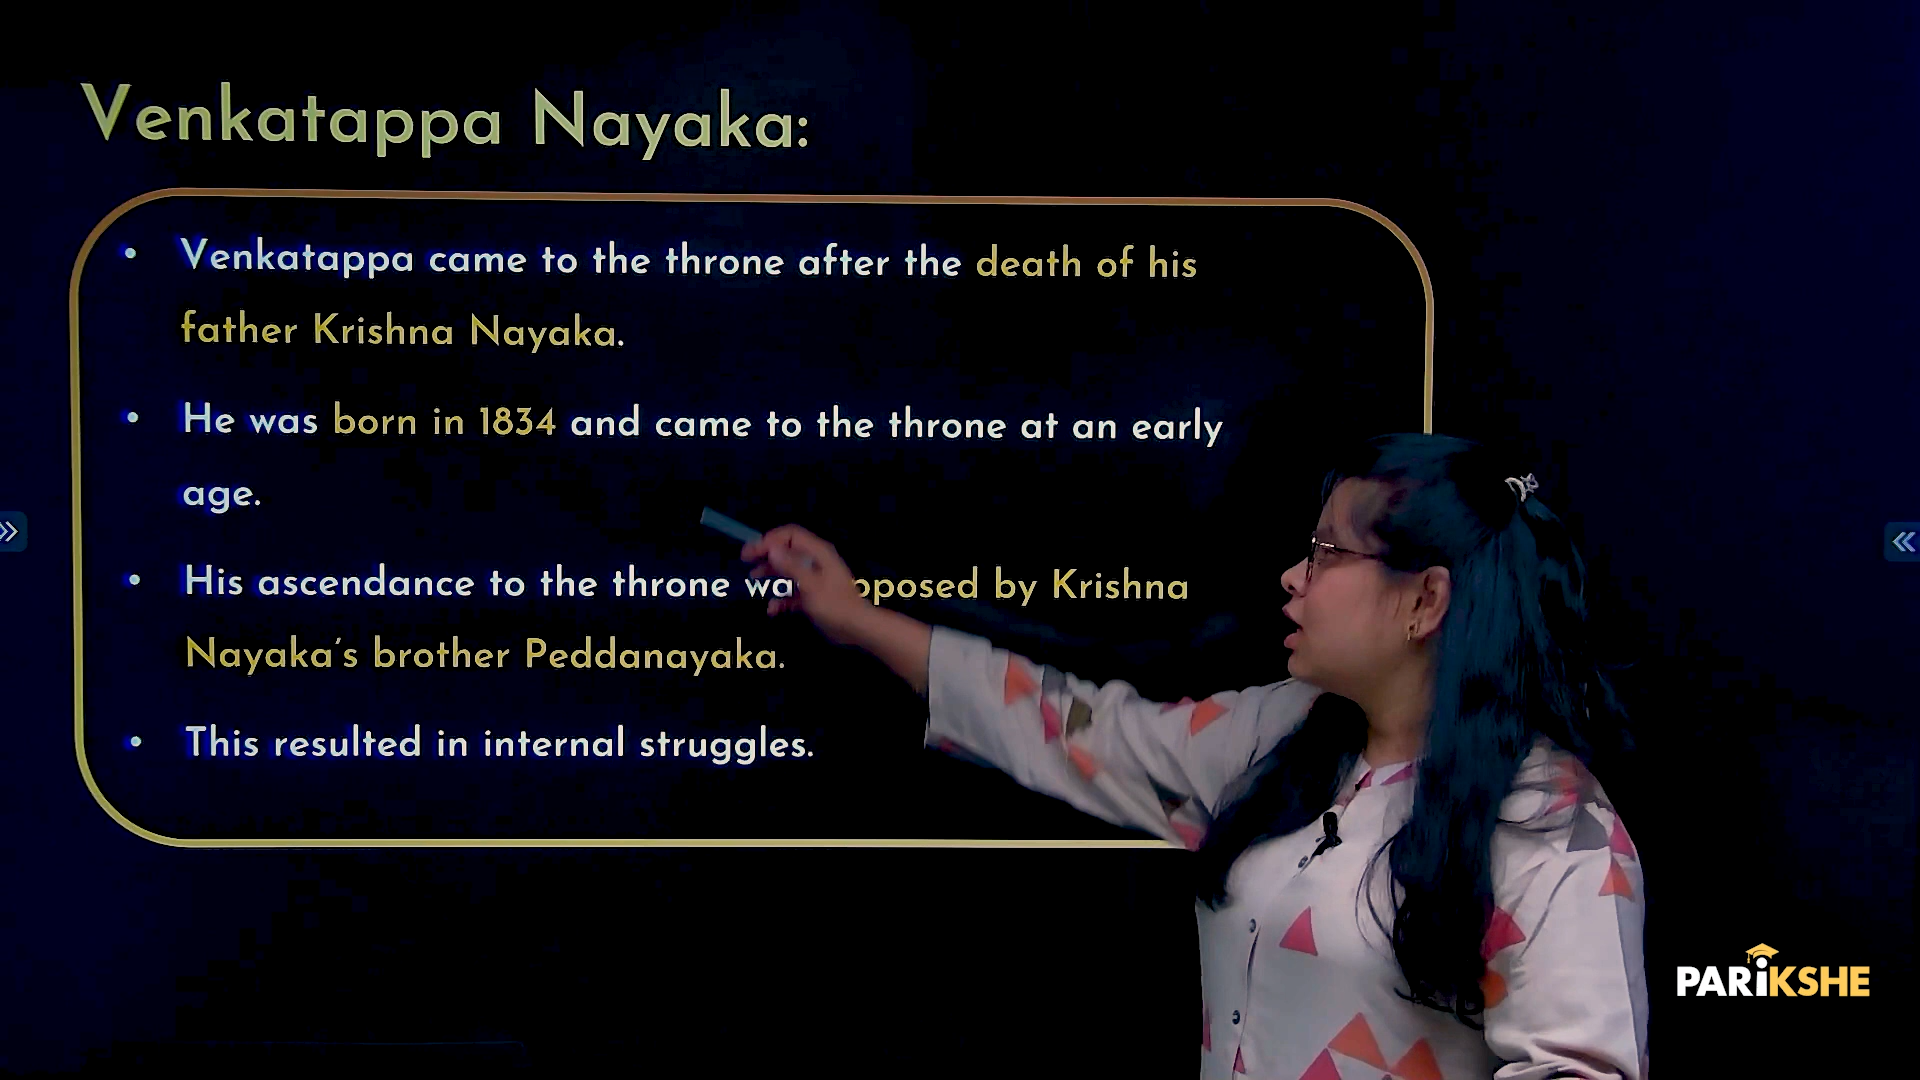 Venkatappa Nayaka:
• Venkatappa came to the throne after the death of his
father Krishna Nayaka.
• He was born in 1834 and came to the throne at an early
age.
• His ascendance to the throne by Krishna
Nayaka's brother Peddanayaka.
• This resulted in internal struggles.
PARiKSHE